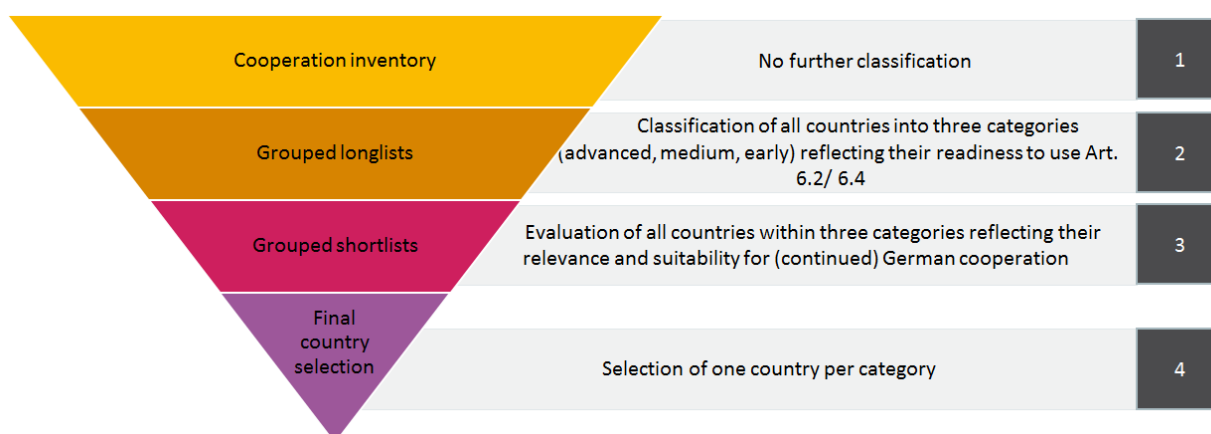 Cooperation inventory
No further classification
1
Grouped longlists
Classification of all countries into three categories
(advanced, medium, early) reflecting their readiness to use Art.
6.2/ 6.4
2
Grouped shortlists
Evaluation of all countries within three categories reflecting their
relevance and suitability for (continued) German cooperation
3
Final
country
selection
Selection of one country per category
4